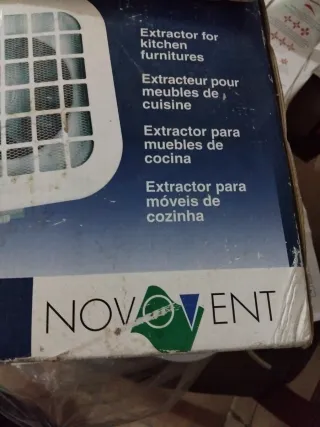 Extractor for
kitchen
furnitures
Extracteur pour
meubles de
cuisine
Extractor para
muebles de
cocina
Extractor para
móveis de
cozinha
NOVOVENT